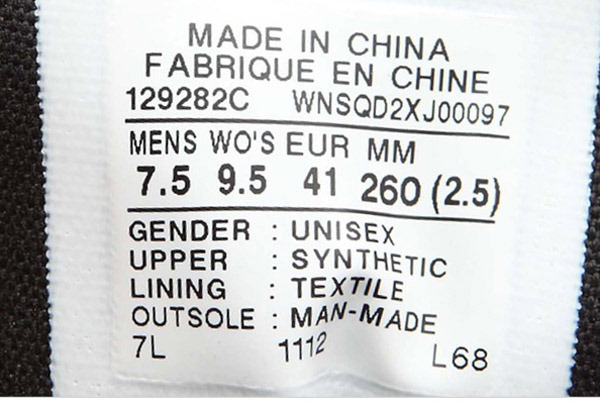 MADE IN CHINA
FABRIQUE EN CHINE
129282C WNSQD2XJ00097
MENS WO'S EUR MM
7.5 9.5 41 260 (2.5)
GENDER : UNISEX
UPPER : SYNTHETIC
LINING : TEXTILE
OUTSOLE : MAN-MADE
7L 1112 L68